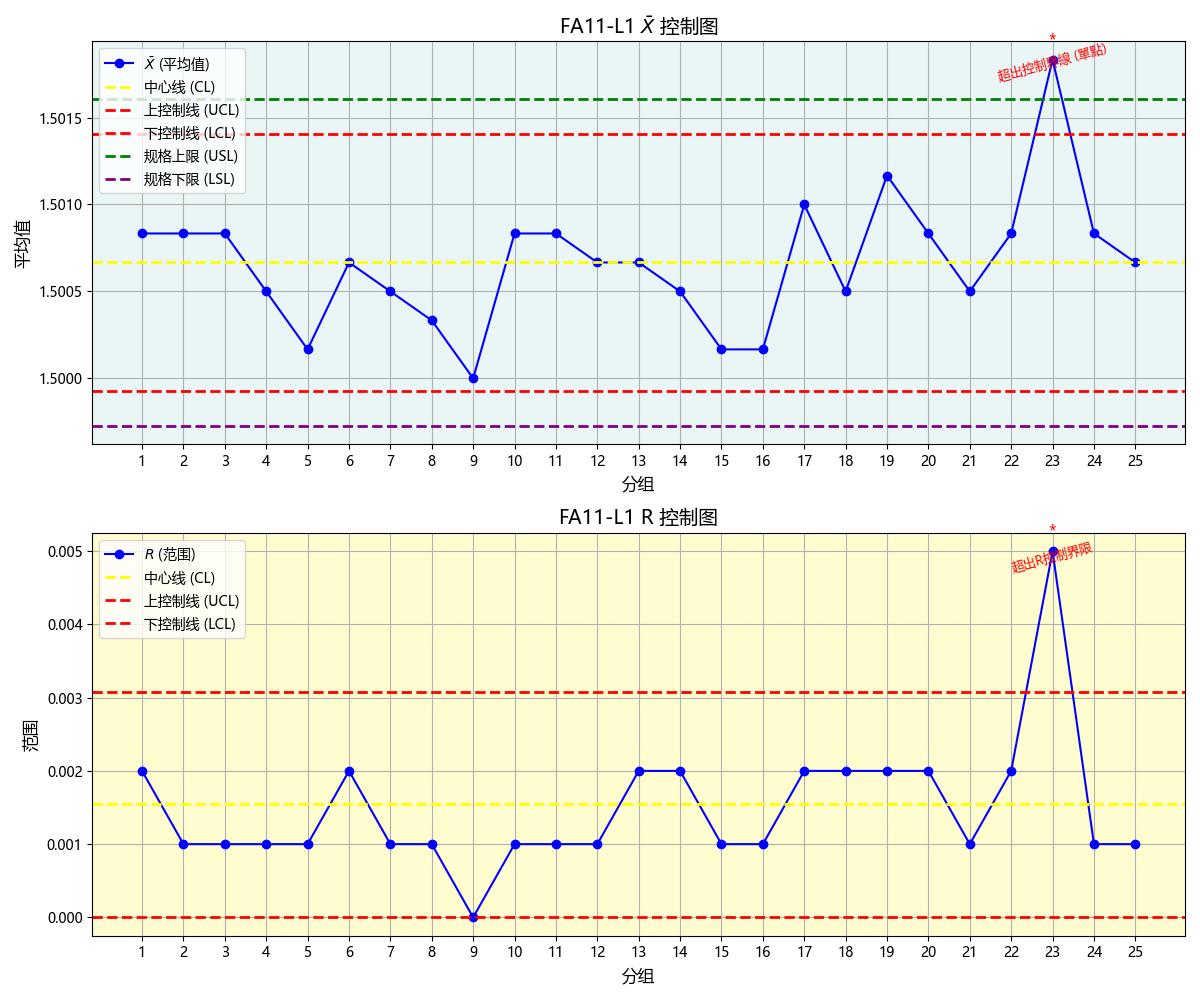 FA11-L1 X̄ 控制图
*
超出控制界線 (單點)
X̄ (平均值)
中心线 (CL)
上控制线 (UCL)
下控制线 (LCL)
规格上限 (USL)
规格下限 (LSL)
平均值
1.5015
1.5010
1.5005
1.5000
1 2 3 4 5 6 7 8 9 10 11 12 13 14 15 16 17 18 19 20 21 22 23 24 25
分组
FA11-L1 R 控制图
*
超出R控制界限
R (范围)
中心线 (CL)
上控制线 (UCL)
下控制线 (LCL)
范围
0.005
0.004
0.003
0.002
0.001
0.000
1 2 3 4 5 6 7 8 9 10 11 12 13 14 15 16 17 18 19 20 21 22 23 24 25
分组